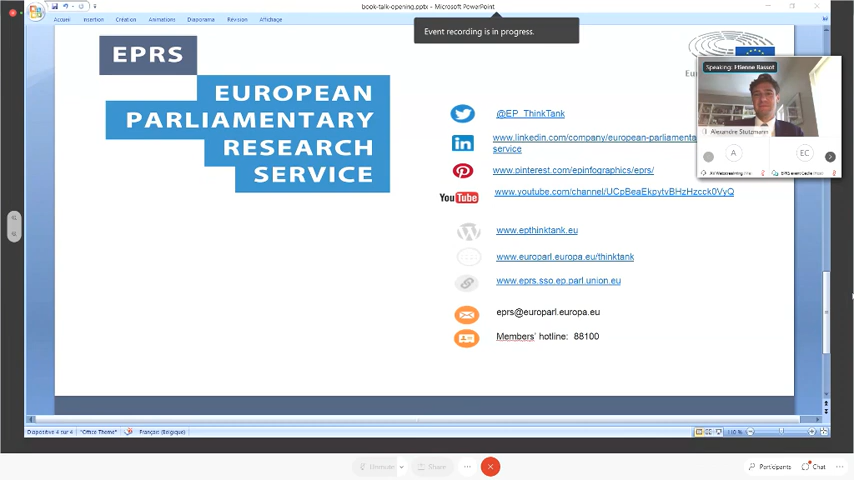 book-talk-opening.pptx - Microsoft PowerPoint
Accueil Insertion Création Animations Diaporama Révision Affichage
Event recording is in progress.
EPRS
EUROPEAN
PARLIAMENTARY
RESEARCH
SERVICE
@EP_ThinkTank
www.linkedin.com/company/european-parliamenta
service
www.pinterest.com/epinfographics/eprs/
YouTube
www.youtube.com/channel/UCpBeaEkpytvBHzHzcck0VyQ
www.epthinktank.eu
www.europarl.europa.eu/thinktank
www.eprs.sso.ep.parl.union.eu
eprs@europarl.europa.eu
Members' hotline: 88100
Speaking: Etienne Bassot
Alexandre Stutzmann
A
EC
Diapositive 4 sur 4 "Office Theme" Français (Belgique)
110 %
Unmute Share
Participants Chat